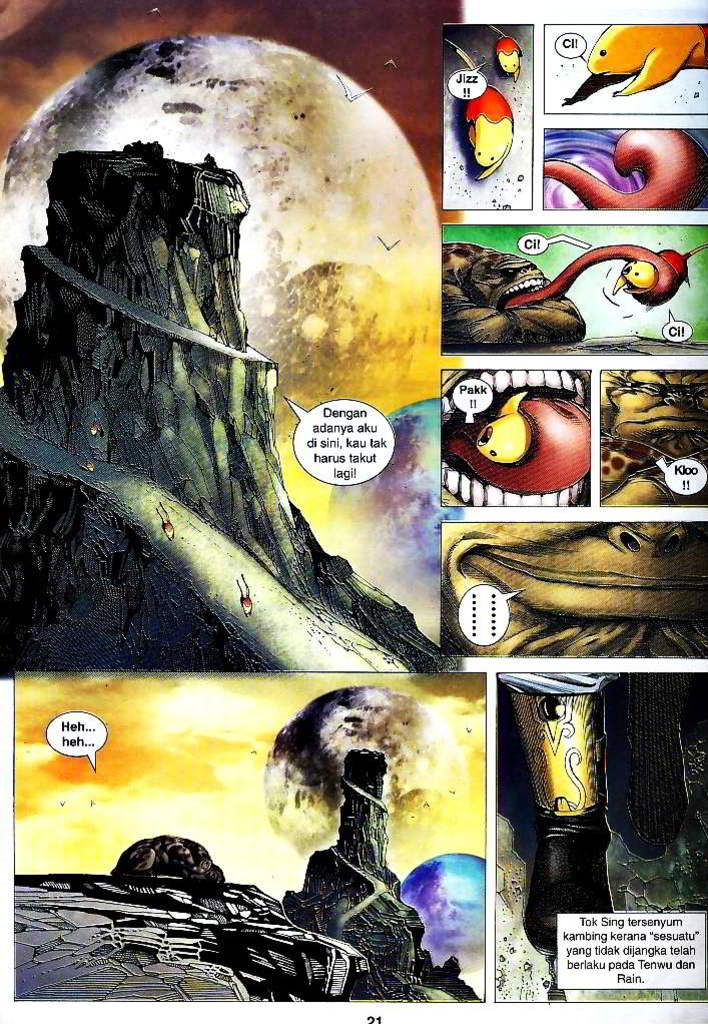 Dengan
adanya aku
di sini, kau tak
harus takut
lagi!
Jizz
!!
Ci!
Ci!
Ci!
Pakk
!!
Kloo
!!
Heh...
heh...
Tok Sing tersenyum
kambing kerana “sesuatu”
yang tidak dijangka telah
berlaku pada Tenwu dan
Rain.
21